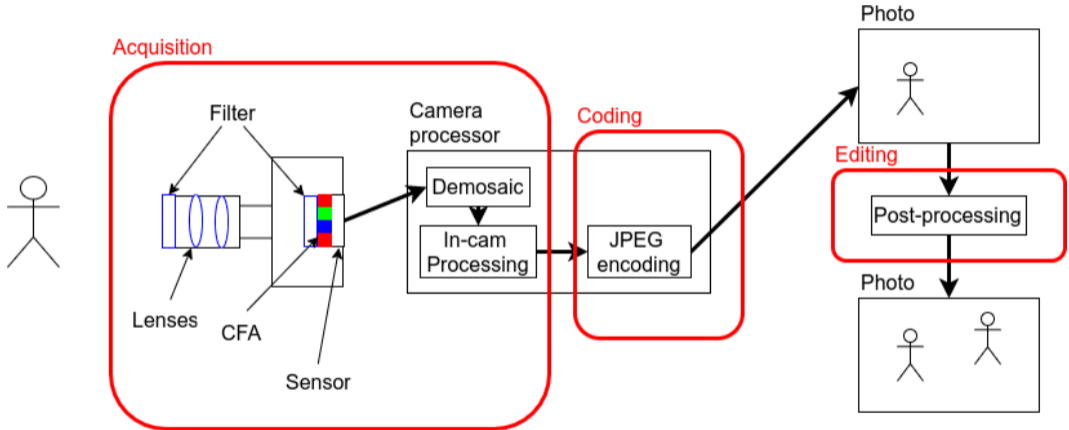 Acquisition
Filter
Lenses
CFA
Sensor
Camera
processor
Demosaic
In-cam
Processing
Coding
JPEG
encoding
Photo
Editing
Post-processing
Photo